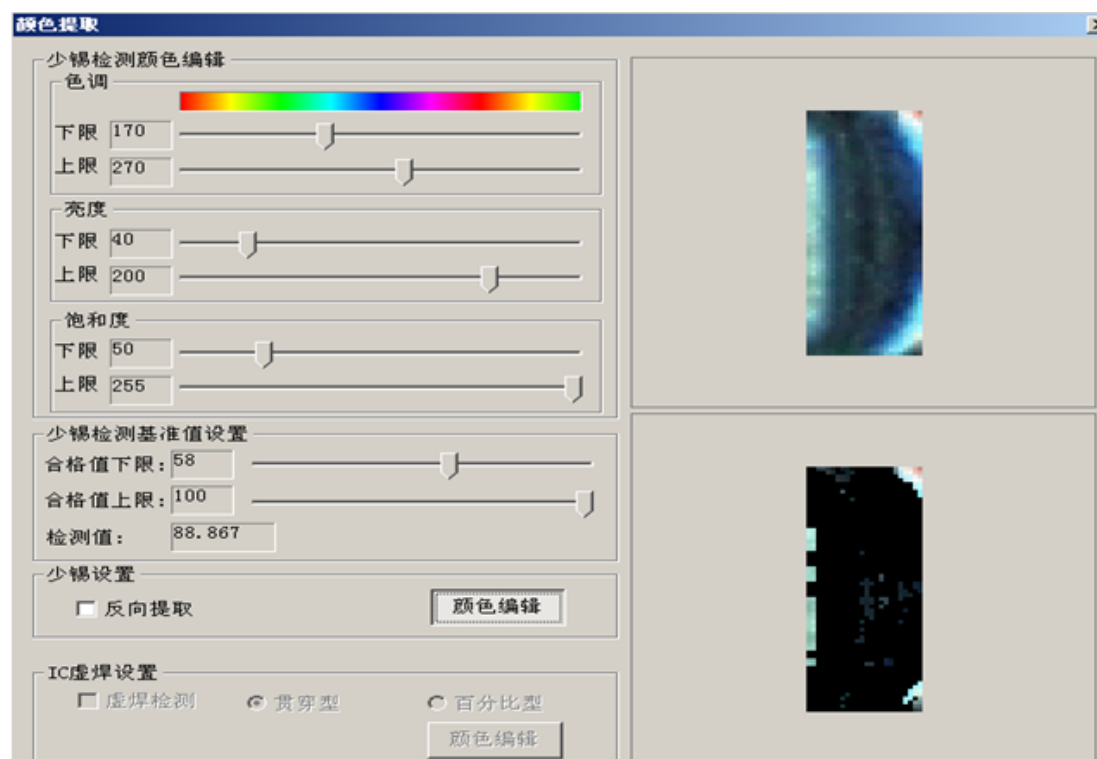 颜色提取
少锡检测颜色编辑
色调
下限 170
上限 270
亮度
下限 40
上限 200
饱和度
下限 50
上限 255
少锡检测基准值设置
合格值下限: 58
合格值上限: 100
检测值: 88.867
少锡设置
反向提取 颜色编辑
IC虚焊设置
虚焊检测 贯穿型 百分比型
颜色编辑